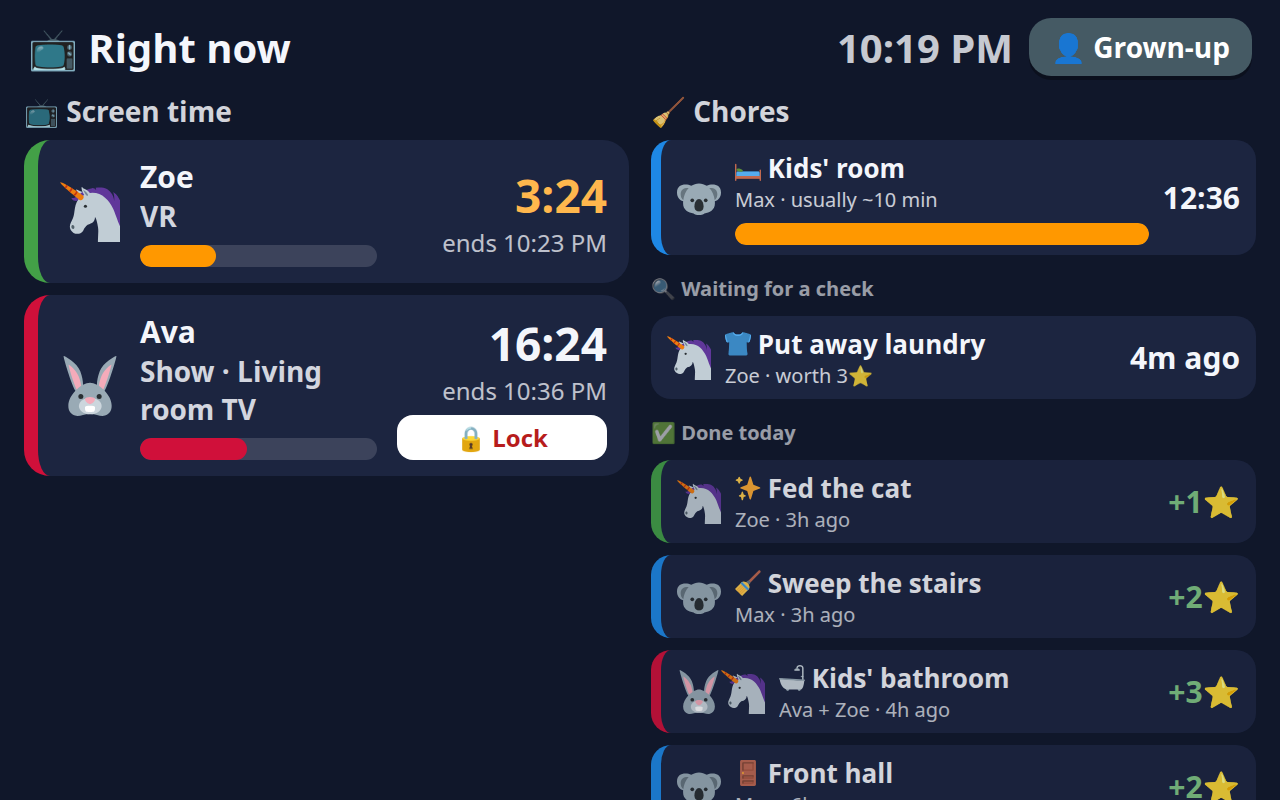 Right now
10:19 PM
Grown-up
Screen time
Zoe
VR
3:24
ends 10:23 PM
Ava
Show · Living
room TV
16:24
ends 10:36 PM
Lock
Chores
Kids' room
Max · usually ~10 min
12:36
Waiting for a check
Put away laundry
Zoe · worth 3⭐
4m ago
Done today
Fed the cat
Zoe · 3h ago
+1⭐
Sweep the stairs
Max · 3h ago
+2⭐
Kids' bathroom
Ava + Zoe · 4h ago
+3⭐
Front hall
+2⭐